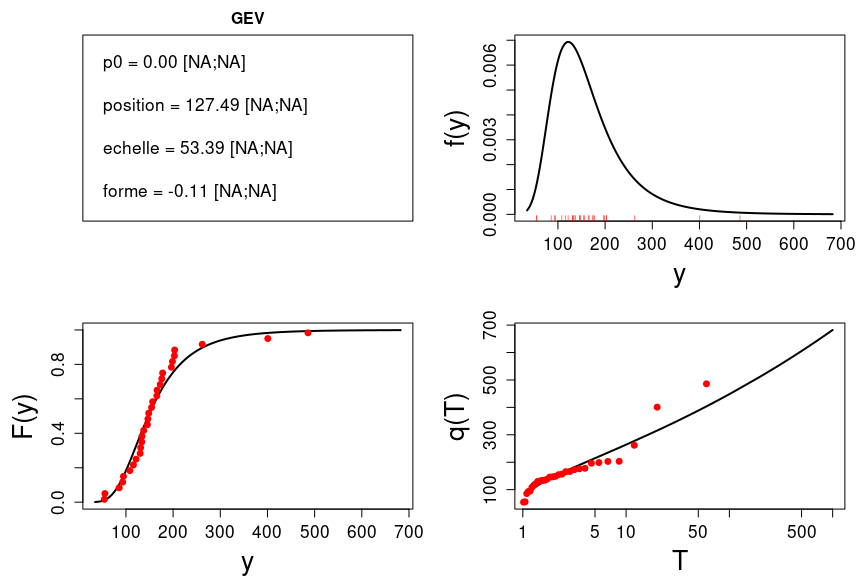 GEV
p0 = 0.00 [NA;NA]
position = 127.49 [NA;NA]
echelle = 53.39 [NA;NA]
forme = -0.11 [NA;NA]
f(y)
0.000 0.003 0.006
100 200 300 400 500 600 700
y
F(y)
0.0 0.4 0.8
100 200 300 400 500 600 700
y
q(T)
100 300 500 700
1 5 10 50 500
T